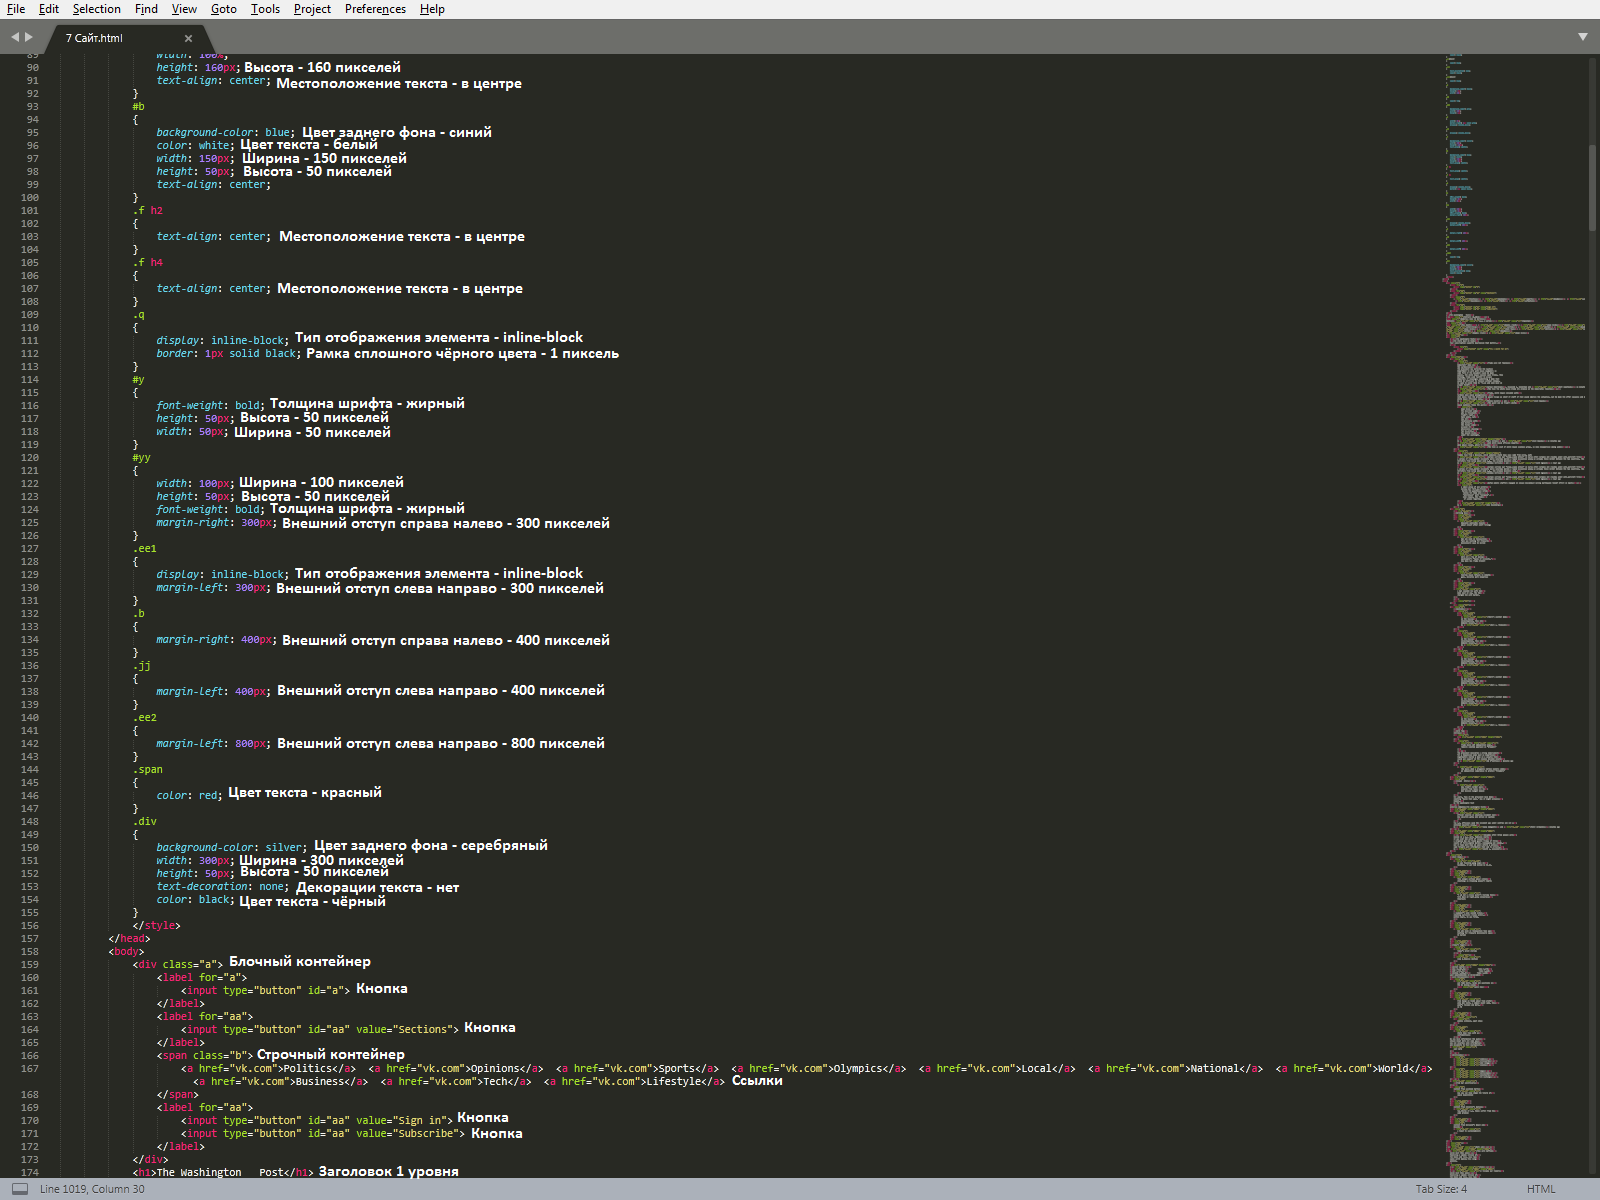 File Edit Selection Find View Goto Tools Project Preferences Help
7 Сайт.html
89 width: 100%;
90 height: 160px; Высота - 160 пикселей
91 text-align: center; Местоположение текста - в центре
92 }
93 #b
94 {
95 background-color: blue; Цвет заднего фона - синий
96 color: white; Цвет текста - белый
97 width: 150px; Ширина - 150 пикселей
98 height: 50px; Высота - 50 пикселей
99 text-align: center;
100 }
101 .f h2
102 {
103 text-align: center; Местоположение текста - в центре
104 }
105 .f h4
106 {
107 text-align: center; Местоположение текста - в центре
108 }
109 .q
110 {
111 display: inline-block; Тип отображения элемента - inline-block
112 border: 1px solid black; Рамка сплошного чёрного цвета - 1 пиксель
113 }
114 #y
115 {
116 font-weight: bold; Толщина шрифта - жирный
117 height: 50px; Высота - 50 пикселей
118 width: 50px; Ширина - 50 пикселей
119 }
120 #yy
121 {
122 width: 100px; Ширина - 100 пикселей
123 height: 50px; Высота - 50 пикселей
124 font-weight: bold; Толщина шрифта - жирный
125 margin-right: 300px; Внешний отступ справа налево - 300 пикселей
126 }
127 .ee1
128 {
129 display: inline-block; Тип отображения элемента - inline-block
130 margin-left: 300px; Внешний отступ слева направо - 300 пикселей
131 }
132 .b
133 {
134 margin-right: 400px; Внешний отступ справа налево - 400 пикселей
135 }
136 .jj
137 {
138 margin-left: 400px; Внешний отступ слева направо - 400 пикселей
139 }
140 .ee2
141 {
142 margin-left: 800px; Внешний отступ слева направо - 800 пикселей
143 }
144 .span
145 {
146 color: red; Цвет текста - красный
147 }
148 .div
149 {
150 background-color: silver; Цвет заднего фона - серебряный
151 width: 300px; Ширина - 300 пикселей
152 height: 50px; Высота - 50 пикселей
153 text-decoration: none; Декорации текста - нет
154 color: black; Цвет текста - чёрный
155 }
156 </style>
157 </head>
158 <body>
159 <div class="a"> Блочный контейнер
160 <label for="a">
161 <input type="button" id="a"> Кнопка
162 </label>
163 <label for="aa">
164 <input type="button" id="aa" value="Sections"> Кнопка
165 </label>
166 <span class="b"> Строчный контейнер
167 <a href="vk.com">Politics</a> <a href="vk.com">Opinions</a> <a href="vk.com">Sports</a> <a href="vk.com">Olympics</a> <a href="vk.com">Local</a> <a href="vk.com">National</a> <a href="vk.com">World</a>
<a href="vk.com">Business</a> <a href="vk.com">Tech</a> <a href="vk.com">Lifestyle</a> Ссылки
168 </span>
169 <label for="aa">
170 <input type="button" id="aa" value="Sign in"> Кнопка
171 <input type="button" id="aa" value="Subscribe"> Кнопка
172 </label>
173 </div>
174 <h1>The Washington Post</h1> Заголовок 1 уровня
Line 1019, Column 30 Tab Size: 4 HTML